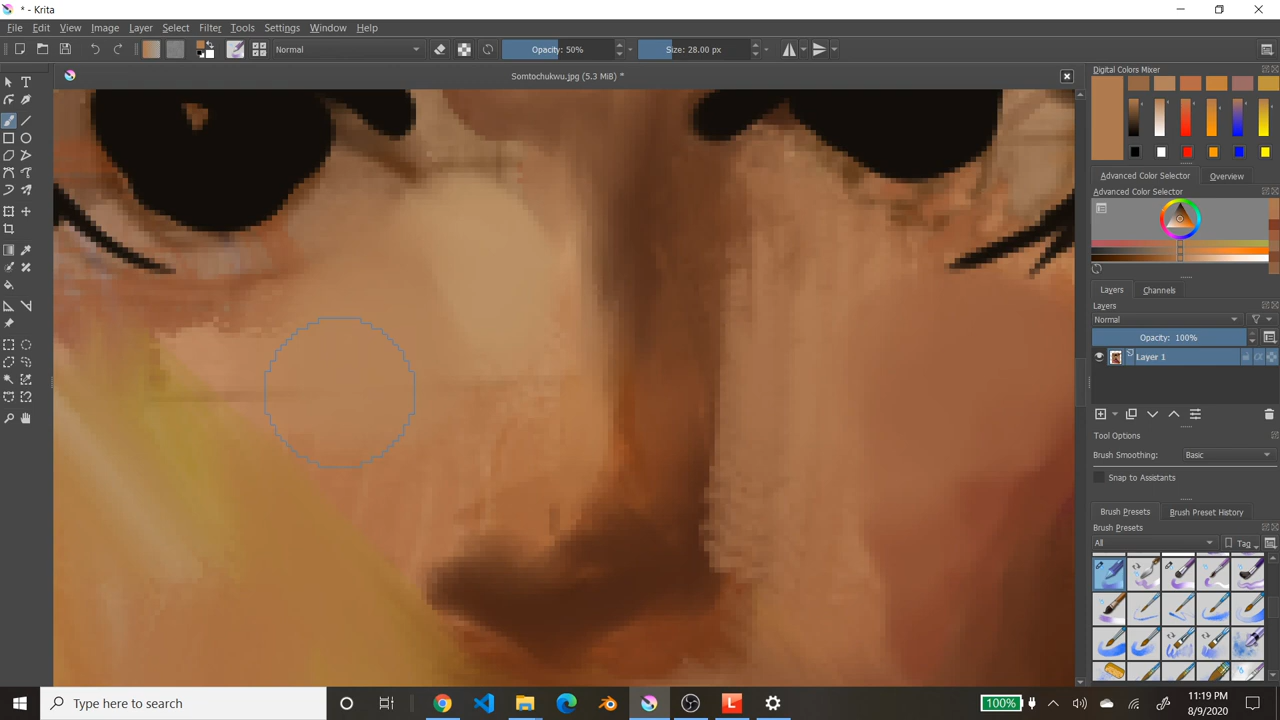 * - Krita
File Edit View Image Layer Select Filter Tools Settings Window Help
Normal Opacity: 50% Size: 28.00 px
Somtochukwu.jpg (5.3 MiB) *
Digital Colors Mixer
Advanced Color Selector Overview
Advanced Color Selector
Layers Channels
Layers
Normal
Opacity: 100%
Layer 1
Tool Options
Brush Smoothing: Basic
Snap to Assistants
Brush Presets Brush Preset History
Brush Presets
All Tag
Type here to search
100%
11:19 PM
8/9/2020